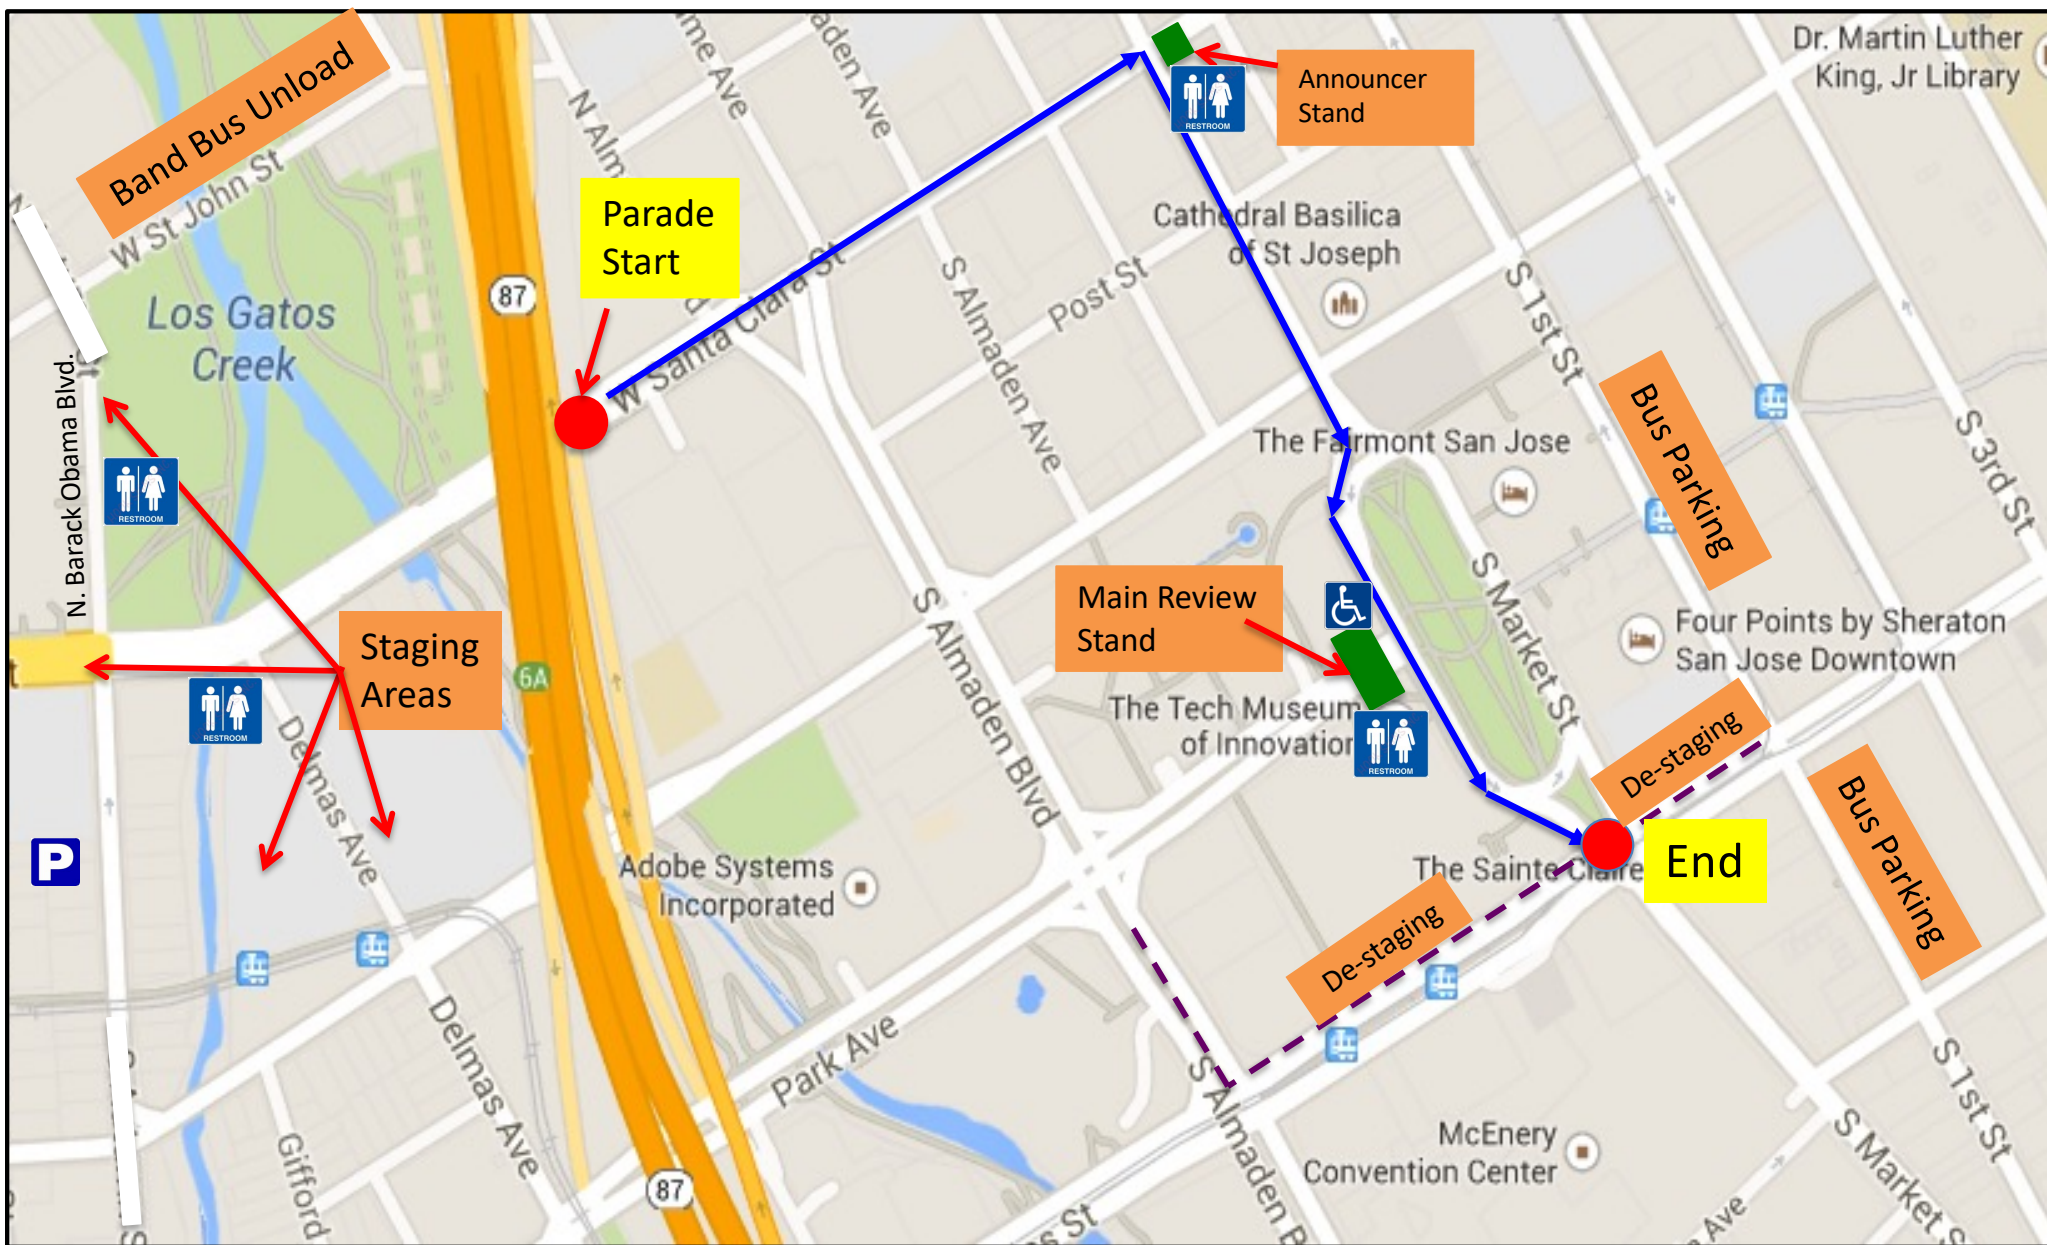 Band Bus Unload
W St John St
Los Gatos
Creek
N. Barack Obama Blvd.
RESTROOM
Staging
Areas
RESTROOM
P
Delmas Ave
Delmas Ave
Gifford
87
6A
87
Parade
Start
N Alm
W Santa Clara St
Ave
Ave
S Almaden Ave
Post St
RESTROOM
Announcer
Stand
Dr. Martin Luther
King, Jr Library
Cathedral Basilica
of St Joseph
S 1st St
S 3rd St
Bus Parking
The Fairmont San Jose
S Market St
Main Review
Stand
The Tech Museum
of Innovation
RESTROOM
Four Points by Sheraton
San Jose Downtown
De-staging
Bus Parking
End
The Sainte Claire
De-staging
S Almaden Blvd
Adobe Systems
Incorporated
Park Ave
S Almaden B
McEnery
Convention Center
S Market S
S 1st St
Ave
St